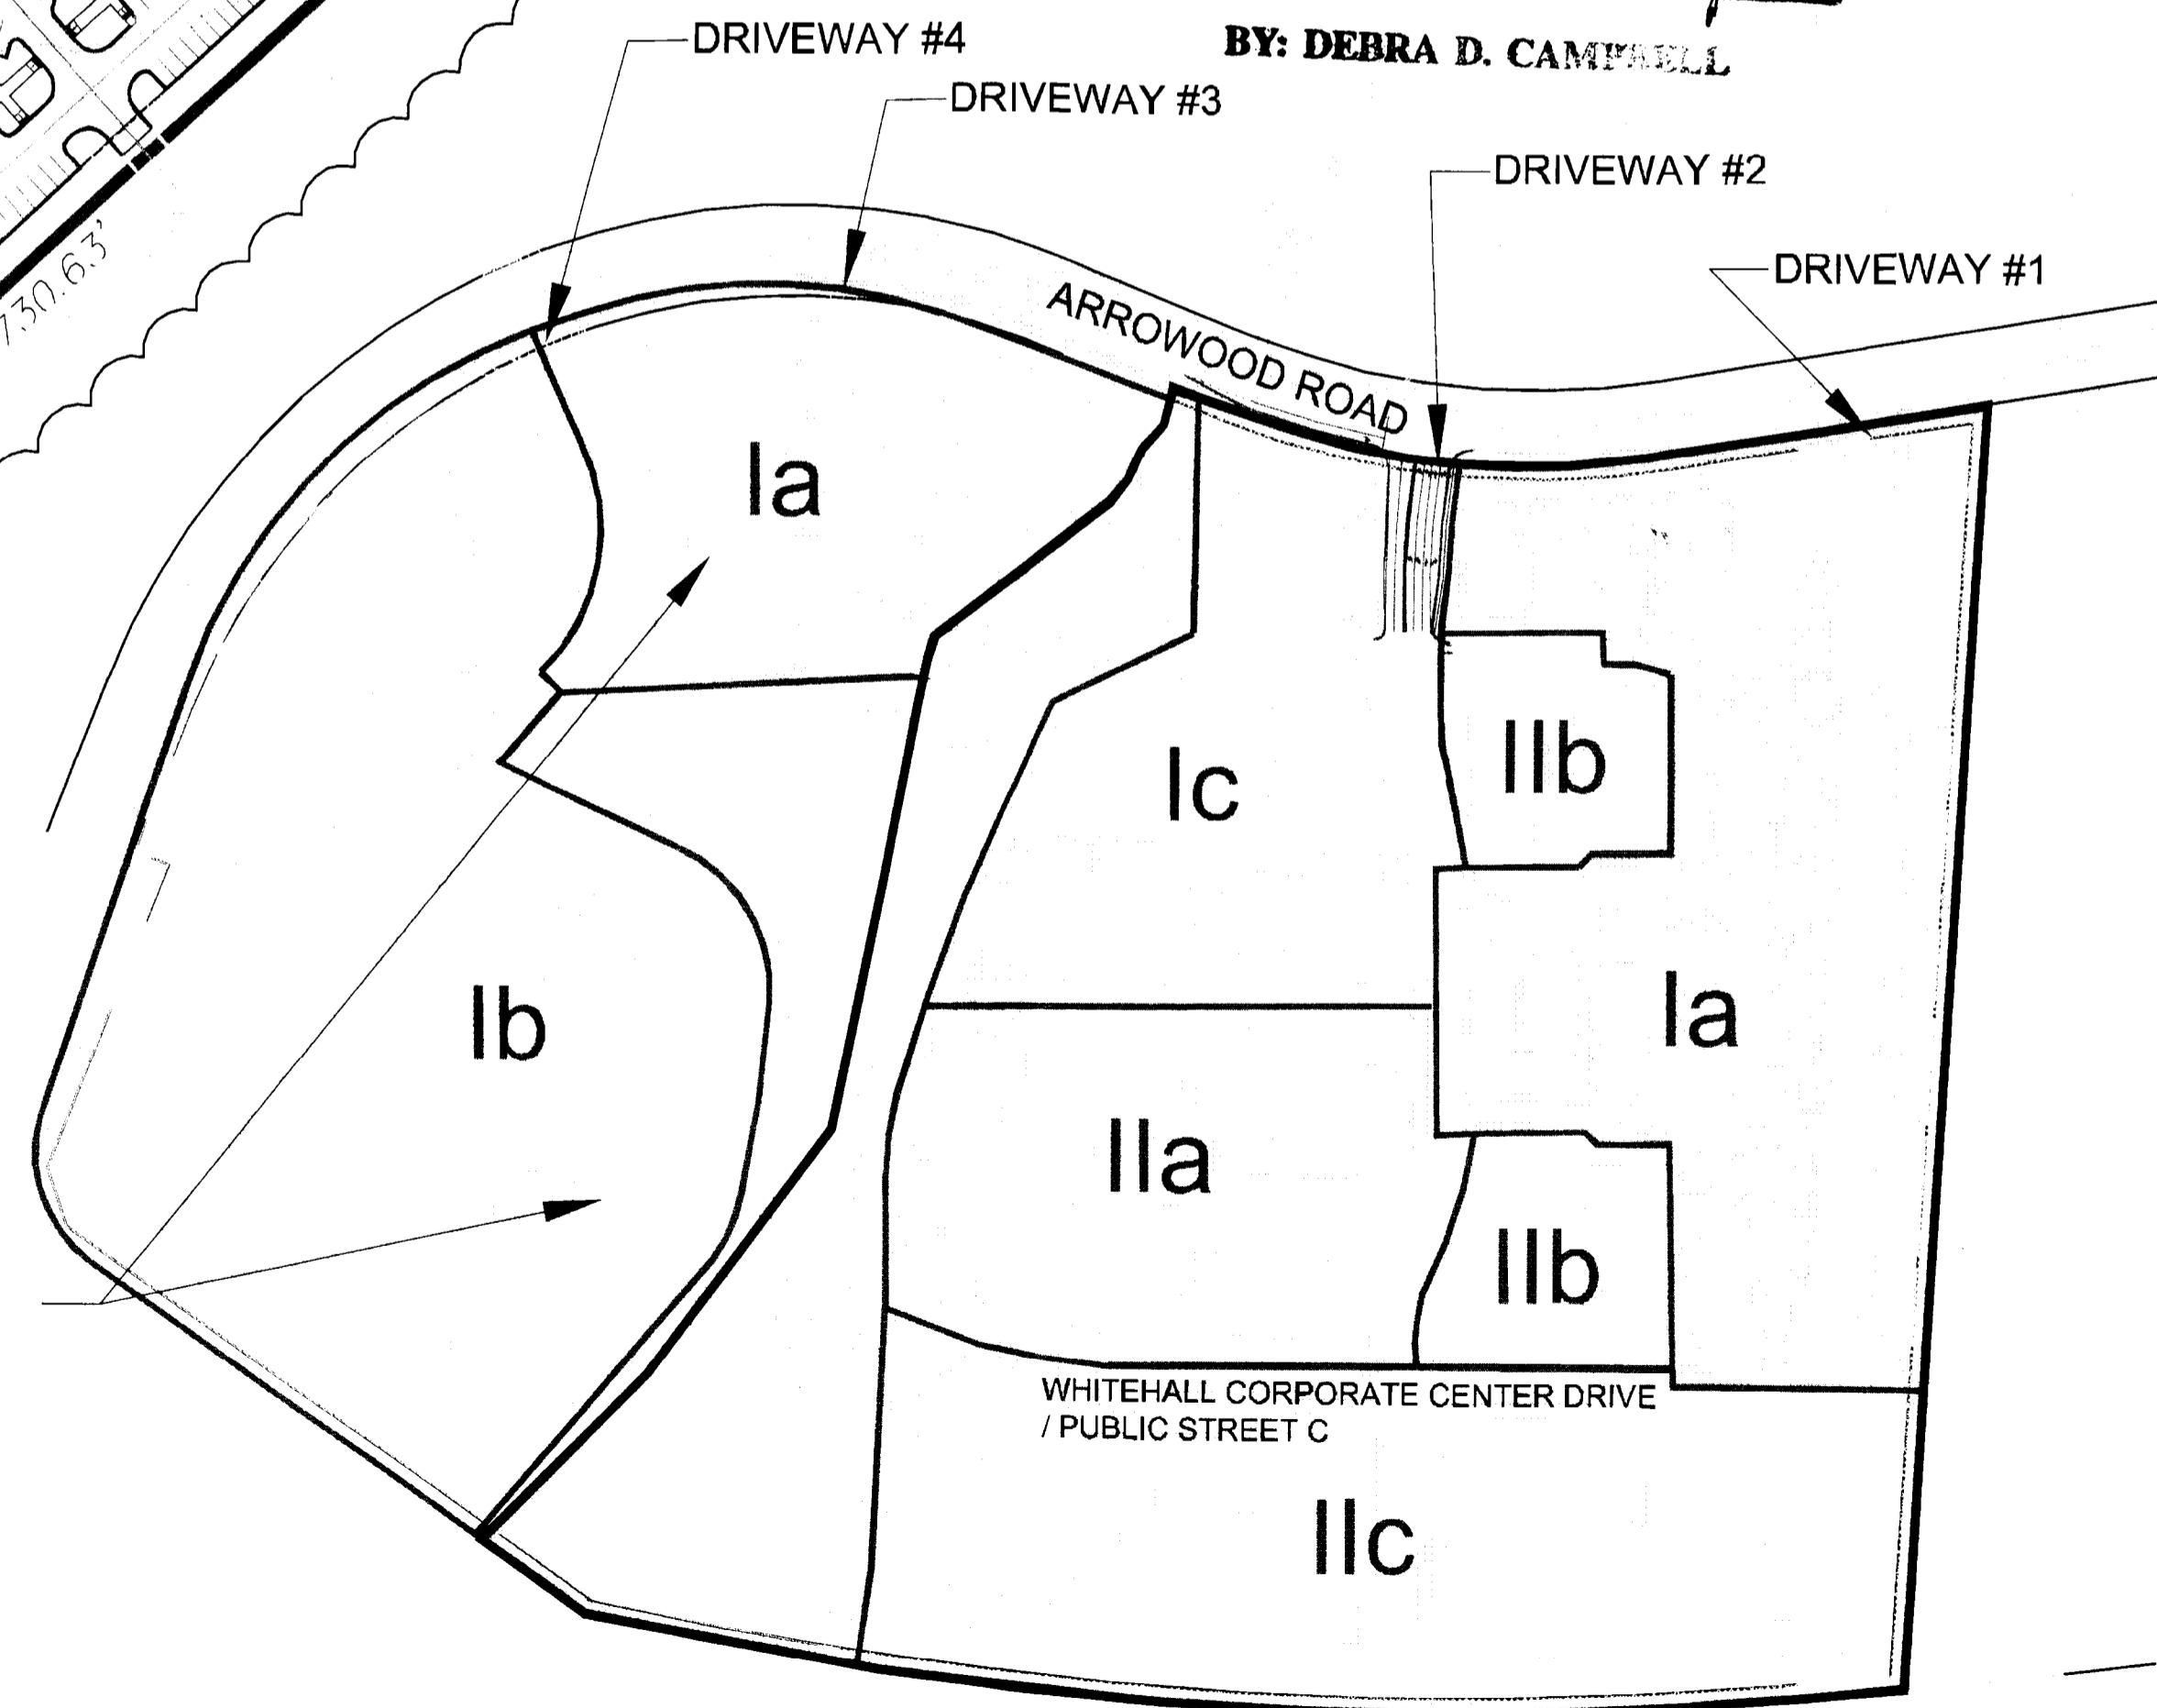 DRIVEWAY #4
BY: DEBRA D. CAMPBELL
DRIVEWAY #3
DRIVEWAY #2
DRIVEWAY #1
730.63'
ARROWOOD ROAD
Ia
Ic
IIb
Ib
Ia
IIa
IIb
WHITEHALL CORPORATE CENTER DRIVE
/ PUBLIC STREET C
IIc